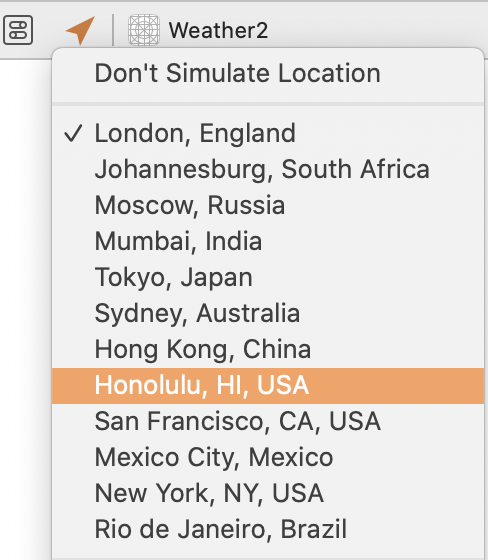 Weather2
Don't Simulate Location
London, England
Johannesburg, South Africa
Moscow, Russia
Mumbai, India
Tokyo, Japan
Sydney, Australia
Hong Kong, China
Honolulu, HI, USA
San Francisco, CA, USA
Mexico City, Mexico
New York, NY, USA
Rio de Janeiro, Brazil